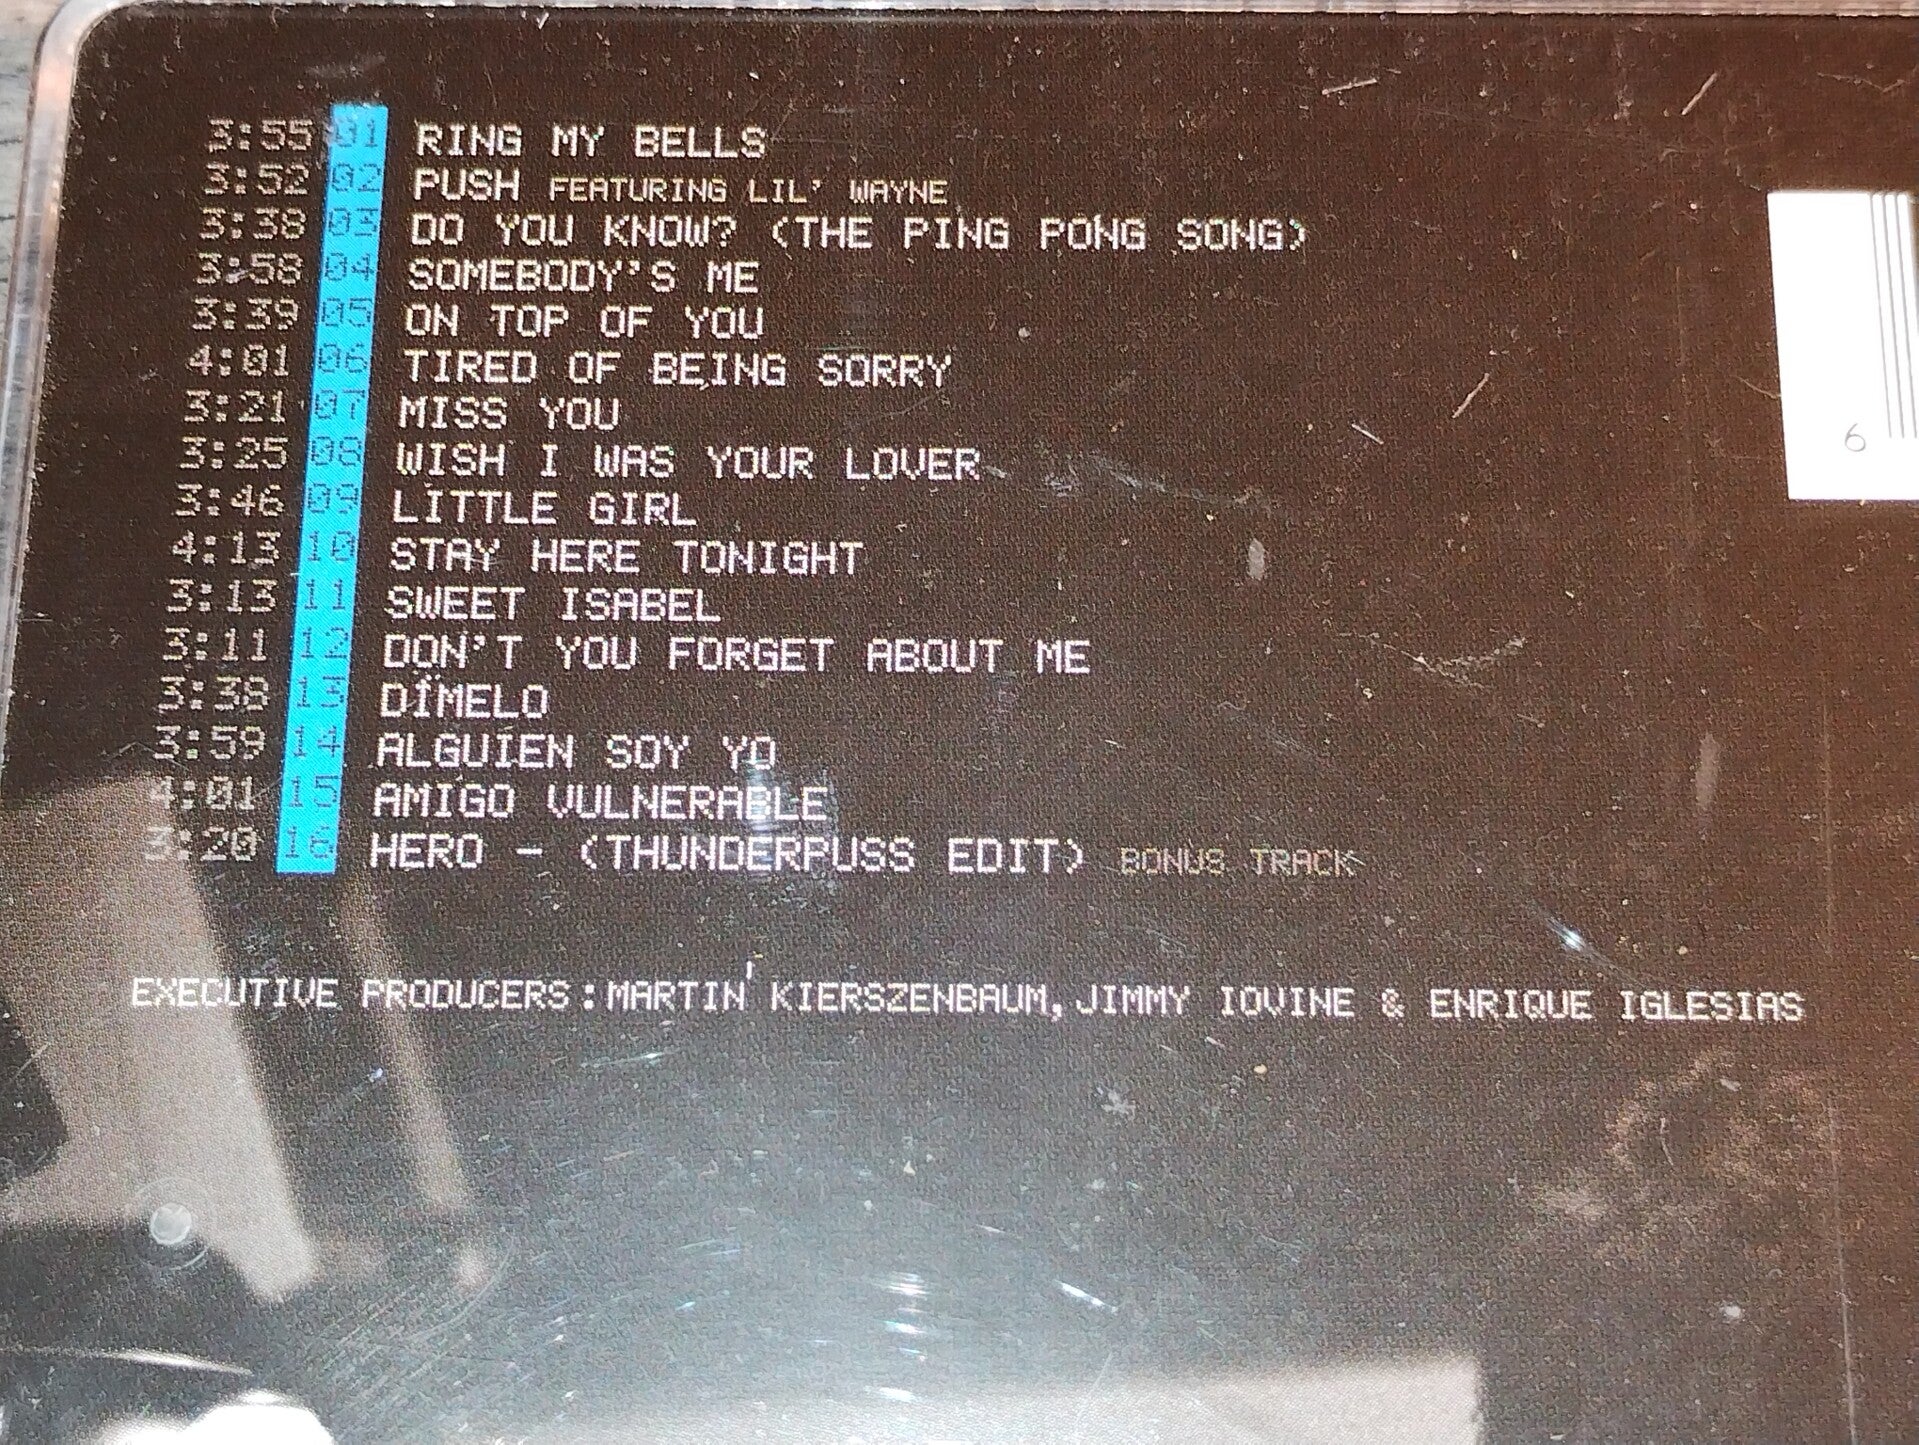 3:55 01 RING MY BELLS
3:52 02 PUSH FEATURING LIL' WAYNE
3:38 03 DO YOU KNOW? (THE PING PONG SONG)
3:58 04 SOMEBODY'S ME
3:39 05 ON TOP OF YOU
4:01 06 TIRED OF BEING SORRY
3:21 07 MISS YOU
3:25 08 WISH I WAS YOUR LOVER
3:46 09 LITTLE GIRL
4:13 10 STAY HERE TONIGHT
3:13 11 SWEET ISABEL
3:11 12 DON'T YOU FORGET ABOUT ME
3:38 13 DÍMELO
3:59 14 ALGUIEN SOY YO
4:01 15 AMIGO VULNERABLE
3:20 16 HERO - (THUNDERPUSS EDIT) BONUS TRACK
EXECUTIVE PRODUCERS:MARTIN KIERSZENBAUM, JIMMY IOVINE & ENRIQUE IGLESIAS
6